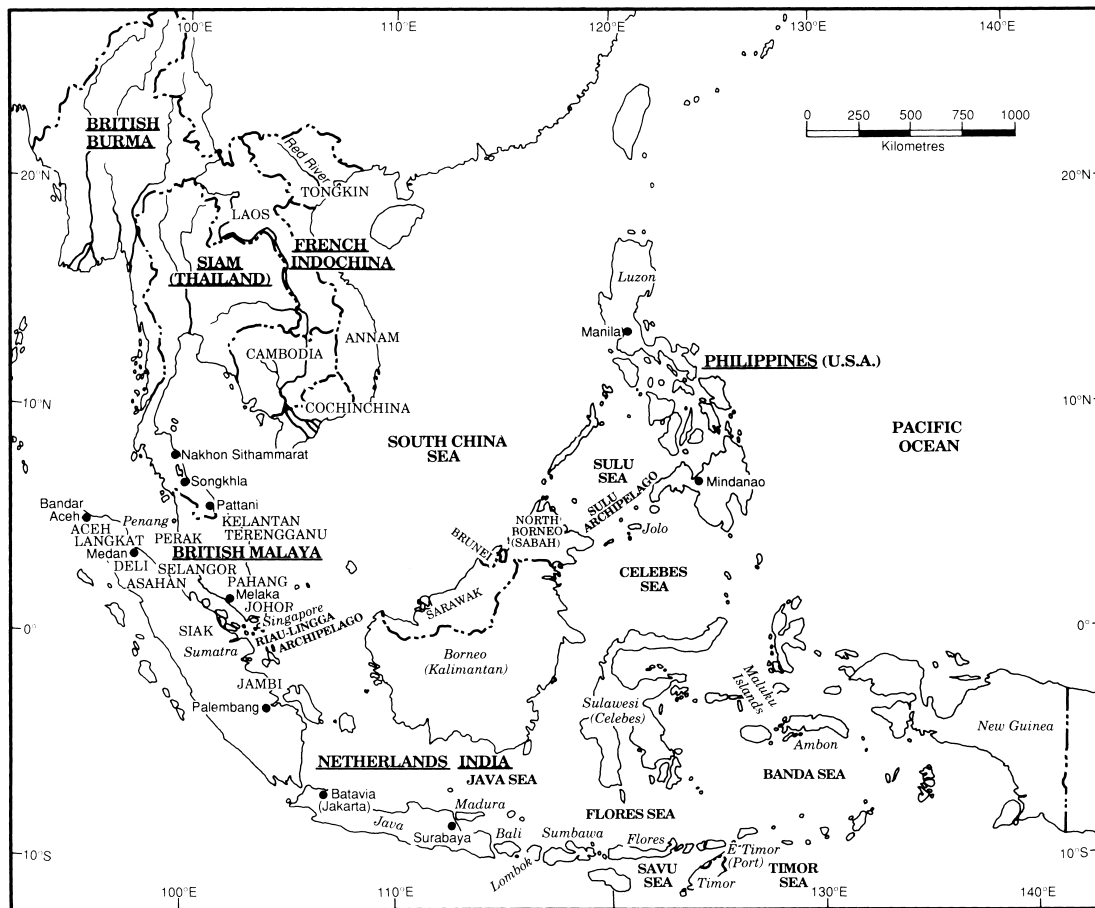 100°E
110°E
120°E
130°E
140°E
BRITISH
BURMA
0
250
500
750
1000
Kilometres
20°N
20°N
Red River
TONGKIN
LAOS
FRENCH
INDOCHINA
SIAM
(THAILAND)
Luzon
Manila
ANNAM
CAMBODIA
PHILIPPINES (U.S.A.)
10°N
10°N
COCHINCHINA
SOUTH CHINA
SEA
PACIFIC
OCEAN
Nakhon Sithammarat
Songkhla
SULU
SEA
Mindanao
SULU
ARCHIPELAGO
Bandar
Aceh
Pattani
Penang
KELANTAN
TERENGGANU
NORTH
BORNEO
(SABAH)
Jolo
ACEH
LANGKAT
PERAK
BRITISH MALAYA
Medan
BRUNEI
DELI
SELANGOR
CELEBES
SEA
ASAHAN
PAHANG
Melaka
JOHOR
SARAWAK
Singapore
0°
0°
SIAK
RIAU-LINGGA
ARCHIPELAGO
Sumatra
Borneo
(Kalimantan)
JAMBI
Maluku
Islands
Palembang
Sulawesi
(Celebes)
New Guinea
Ambon
NETHERLANDS INDIA
JAVA SEA
BANDA SEA
Batavia
(Jakarta)
Madura
FLORES SEA
Java
Surabaya
Bali
Sumbawa
Flores
E Timor
(Port)
10°S
10°S
Lombok
SAVU
SEA
Timor
TIMOR
SEA
100°E
110°E
120°E
130°E
140°E